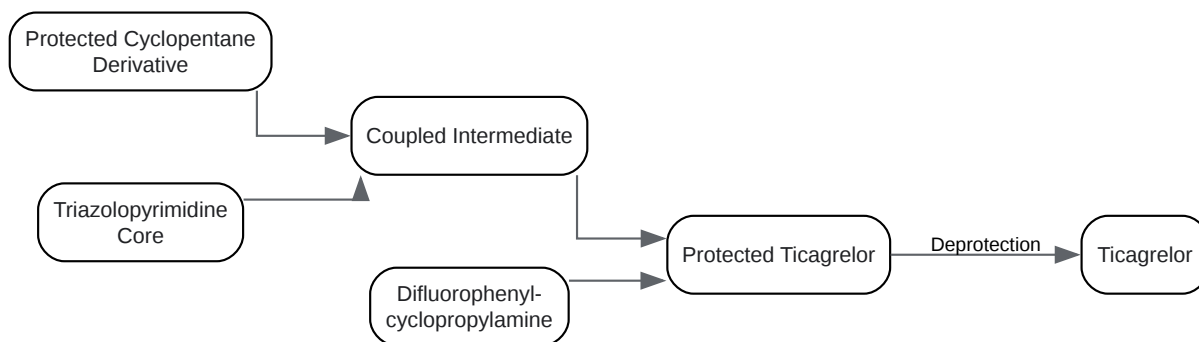 Protected Cyclopentane
Derivative
Coupled Intermediate
Triazolopyrimidine
Core
Protected Ticagrelor
Deprotection
Ticagrelor
Difluorophenyl-
cyclopropylamine